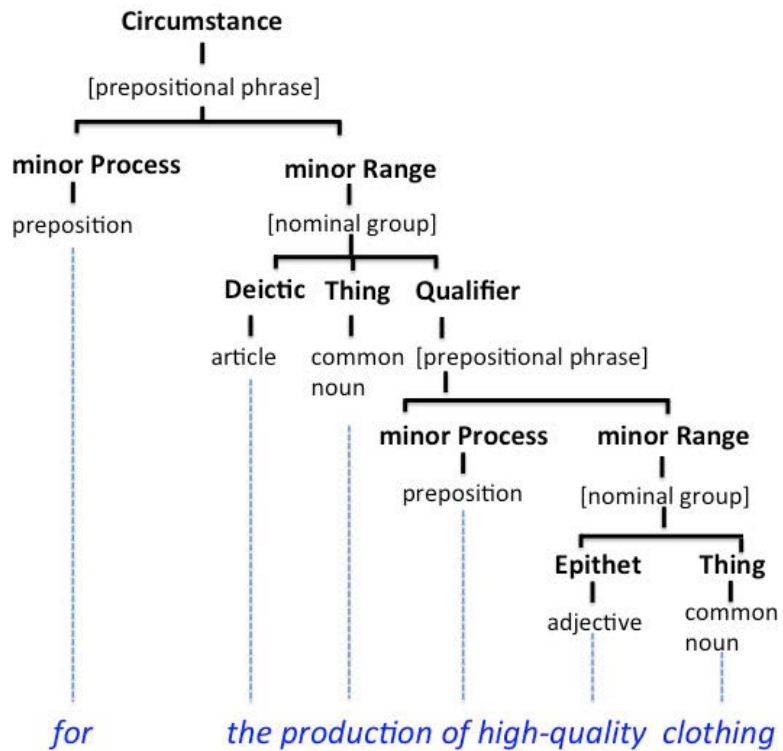 Circumstance
[prepositional phrase]
minor Process minor Range
preposition [nominal group]
Deictic Thing Qualifier
article common [prepositional phrase]
noun
minor Process minor Range
preposition [nominal group]
Epithet Thing
adjective common
noun
for the production of high-quality clothing